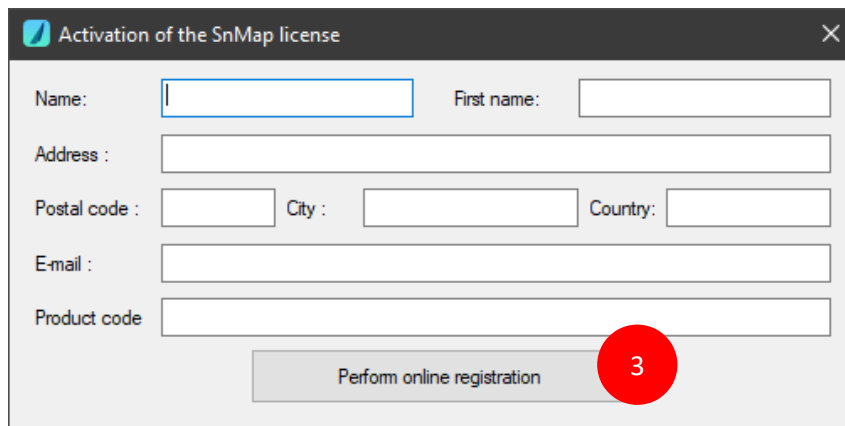 Activation of the SnMap license
Name: First name:
Address :
Postal code : City : Country:
E-mail :
Product code
Perform online registration 3